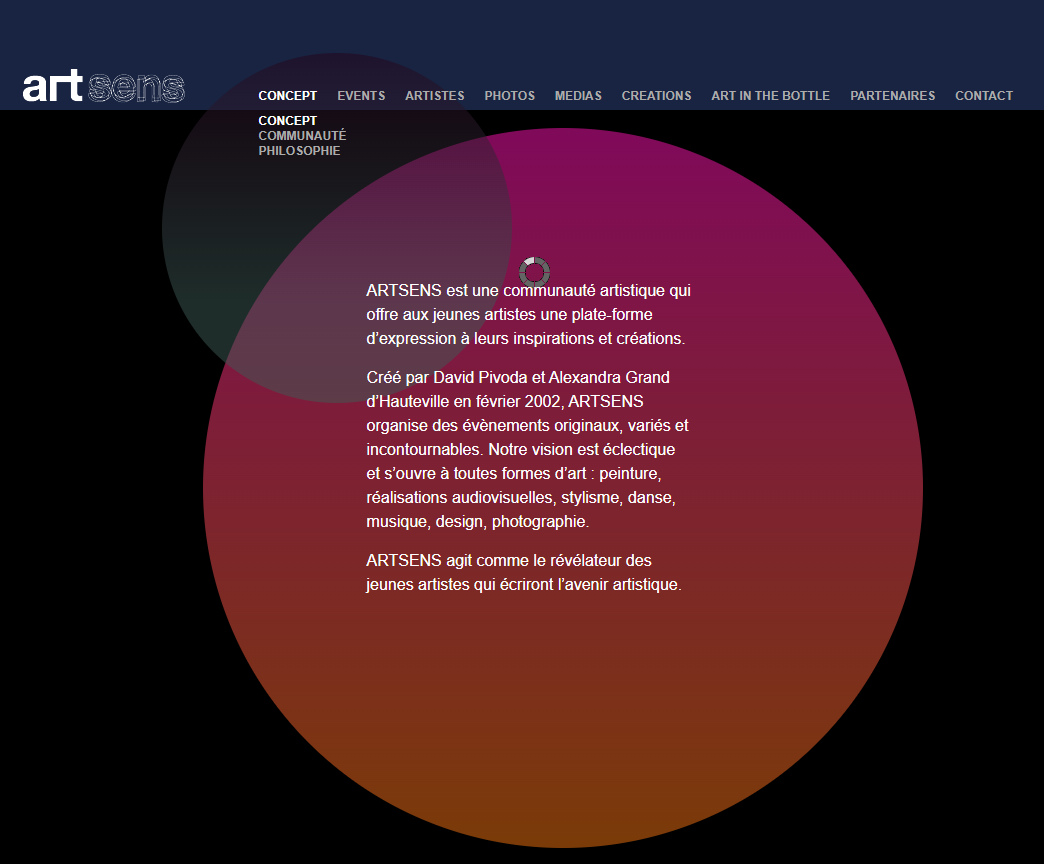 artsens
CONCEPT EVENTS ARTISTES PHOTOS MEDIAS CREATIONS ART IN THE BOTTLE PARTENAIRES CONTACT
CONCEPT
COMMUNAUTÉ
PHILOSOPHIE
ARTSENS est une communauté artistique qui
offre aux jeunes artistes une plate-forme
d’expression à leurs inspirations et créations.
Créé par David Pivoda et Alexandra Grand
d’Hauteville en février 2002, ARTSENS
organise des évènements originaux, variés et
incontournables. Notre vision est éclectique
et s’ouvre à toutes formes d’art : peinture,
réalisations audiovisuelles, stylisme, danse,
musique, design, photographie.
ARTSENS agit comme le révélateur des
jeunes artistes qui écriront l’avenir artistique.